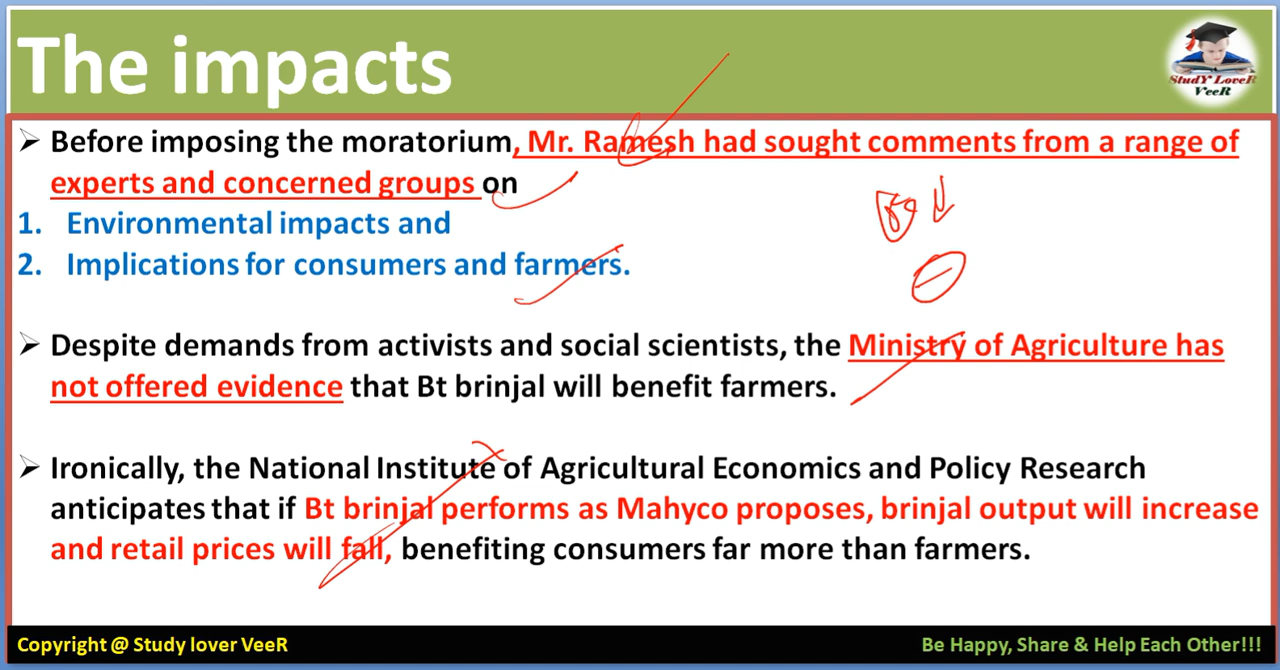 The impacts
StudY LoveR
VeeR
➤ Before imposing the moratorium, Mr. Ramesh had sought comments from a range of
experts and concerned groups on
1. Environmental impacts and
2. Implications for consumers and farmers.
➤ Despite demands from activists and social scientists, the Ministry of Agriculture has
not offered evidence that Bt brinjal will benefit farmers.
➤ Ironically, the National Institute of Agricultural Economics and Policy Research
anticipates that if Bt brinjal performs as Mahyco proposes, brinjal output will increase
and retail prices will fall, benefiting consumers far more than farmers.
Copyright @ Study lover VeeR
Be Happy, Share & Help Each Other!!!